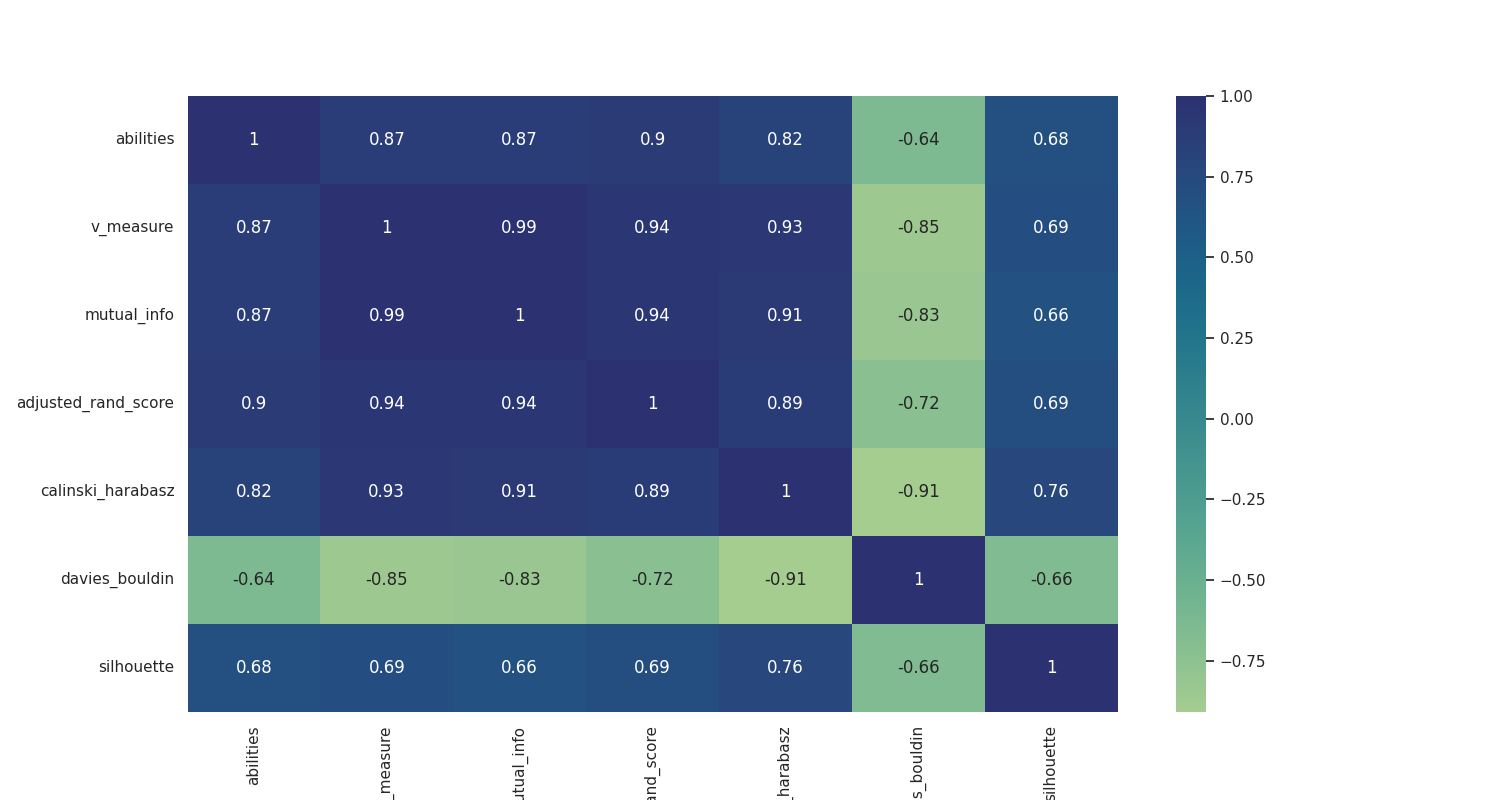 abilities 1 0.87 0.87 0.9 0.82 -0.64 0.68
v_measure 0.87 1 0.99 0.94 0.93 -0.85 0.69
mutual_info 0.87 0.99 1 0.94 0.91 -0.83 0.66
adjusted_rand_score 0.9 0.94 0.94 1 0.89 -0.72 0.69
calinski_harabasz 0.82 0.93 0.91 0.89 1 -0.91 0.76
davies_bouldin -0.64 -0.85 -0.83 -0.72 -0.91 1 -0.66
silhouette 0.68 0.69 0.66 0.69 0.76 -0.66 1
abilities
_measure
utual_info
and_score
_harabasz
s_bouldin
silhouette
1.00
0.75
0.50
0.25
0.00
−0.25
−0.50
−0.75